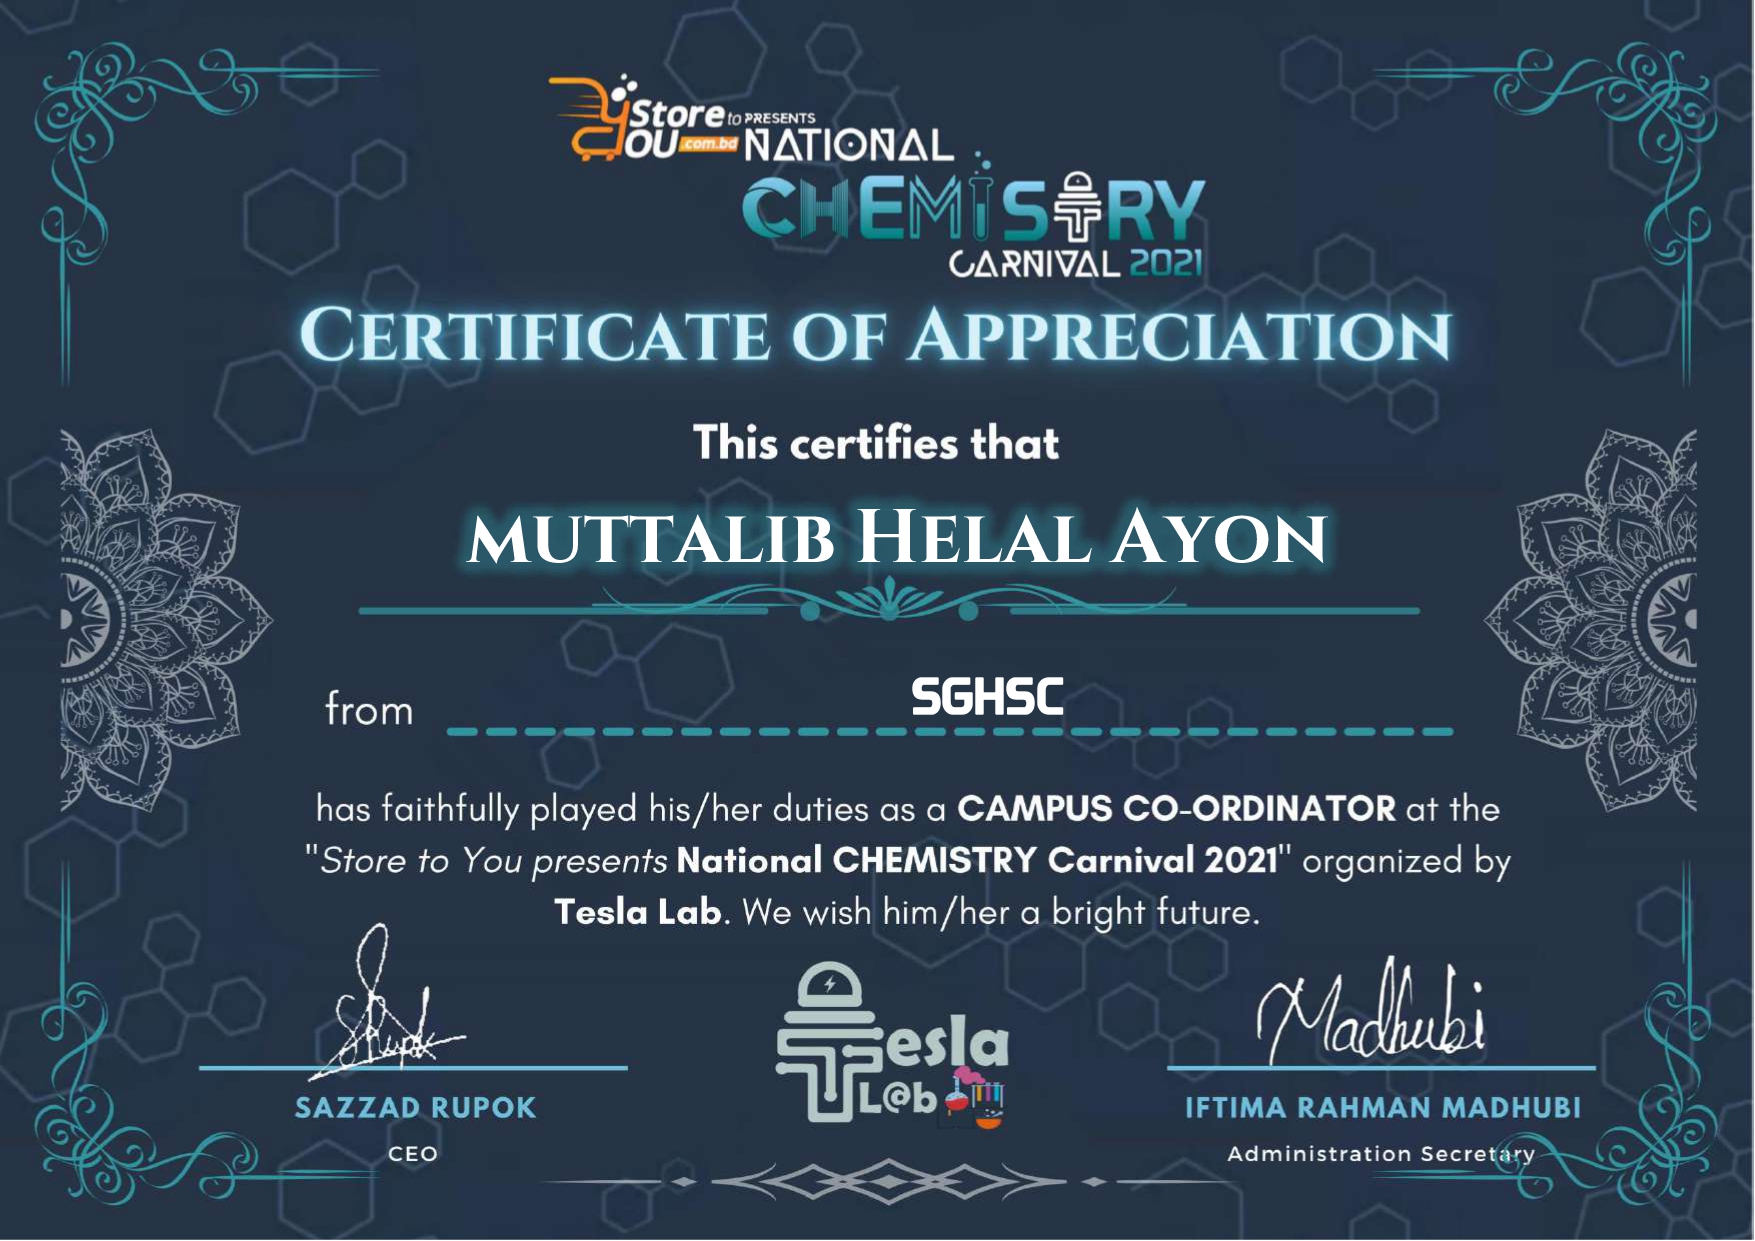 Store to PRESENTS
YOU .com.bd NATIONAL
CHEMISTRY
CARNIVAL 2021
CERTIFICATE OF APPRECIATION
This certifies that
MUTTALIB HELAL AYON
from SGHSC
has faithfully played his/her duties as a CAMPUS CO-ORDINATOR at the
"Store to You presents National CHEMISTRY Carnival 2021" organized by
Tesla Lab. We wish him/her a bright future.
Rupok
Madhubi
Tesla
L@b
SAZZAD RUPOK
CEO
IFTIMA RAHMAN MADHUBI
Administration Secretary